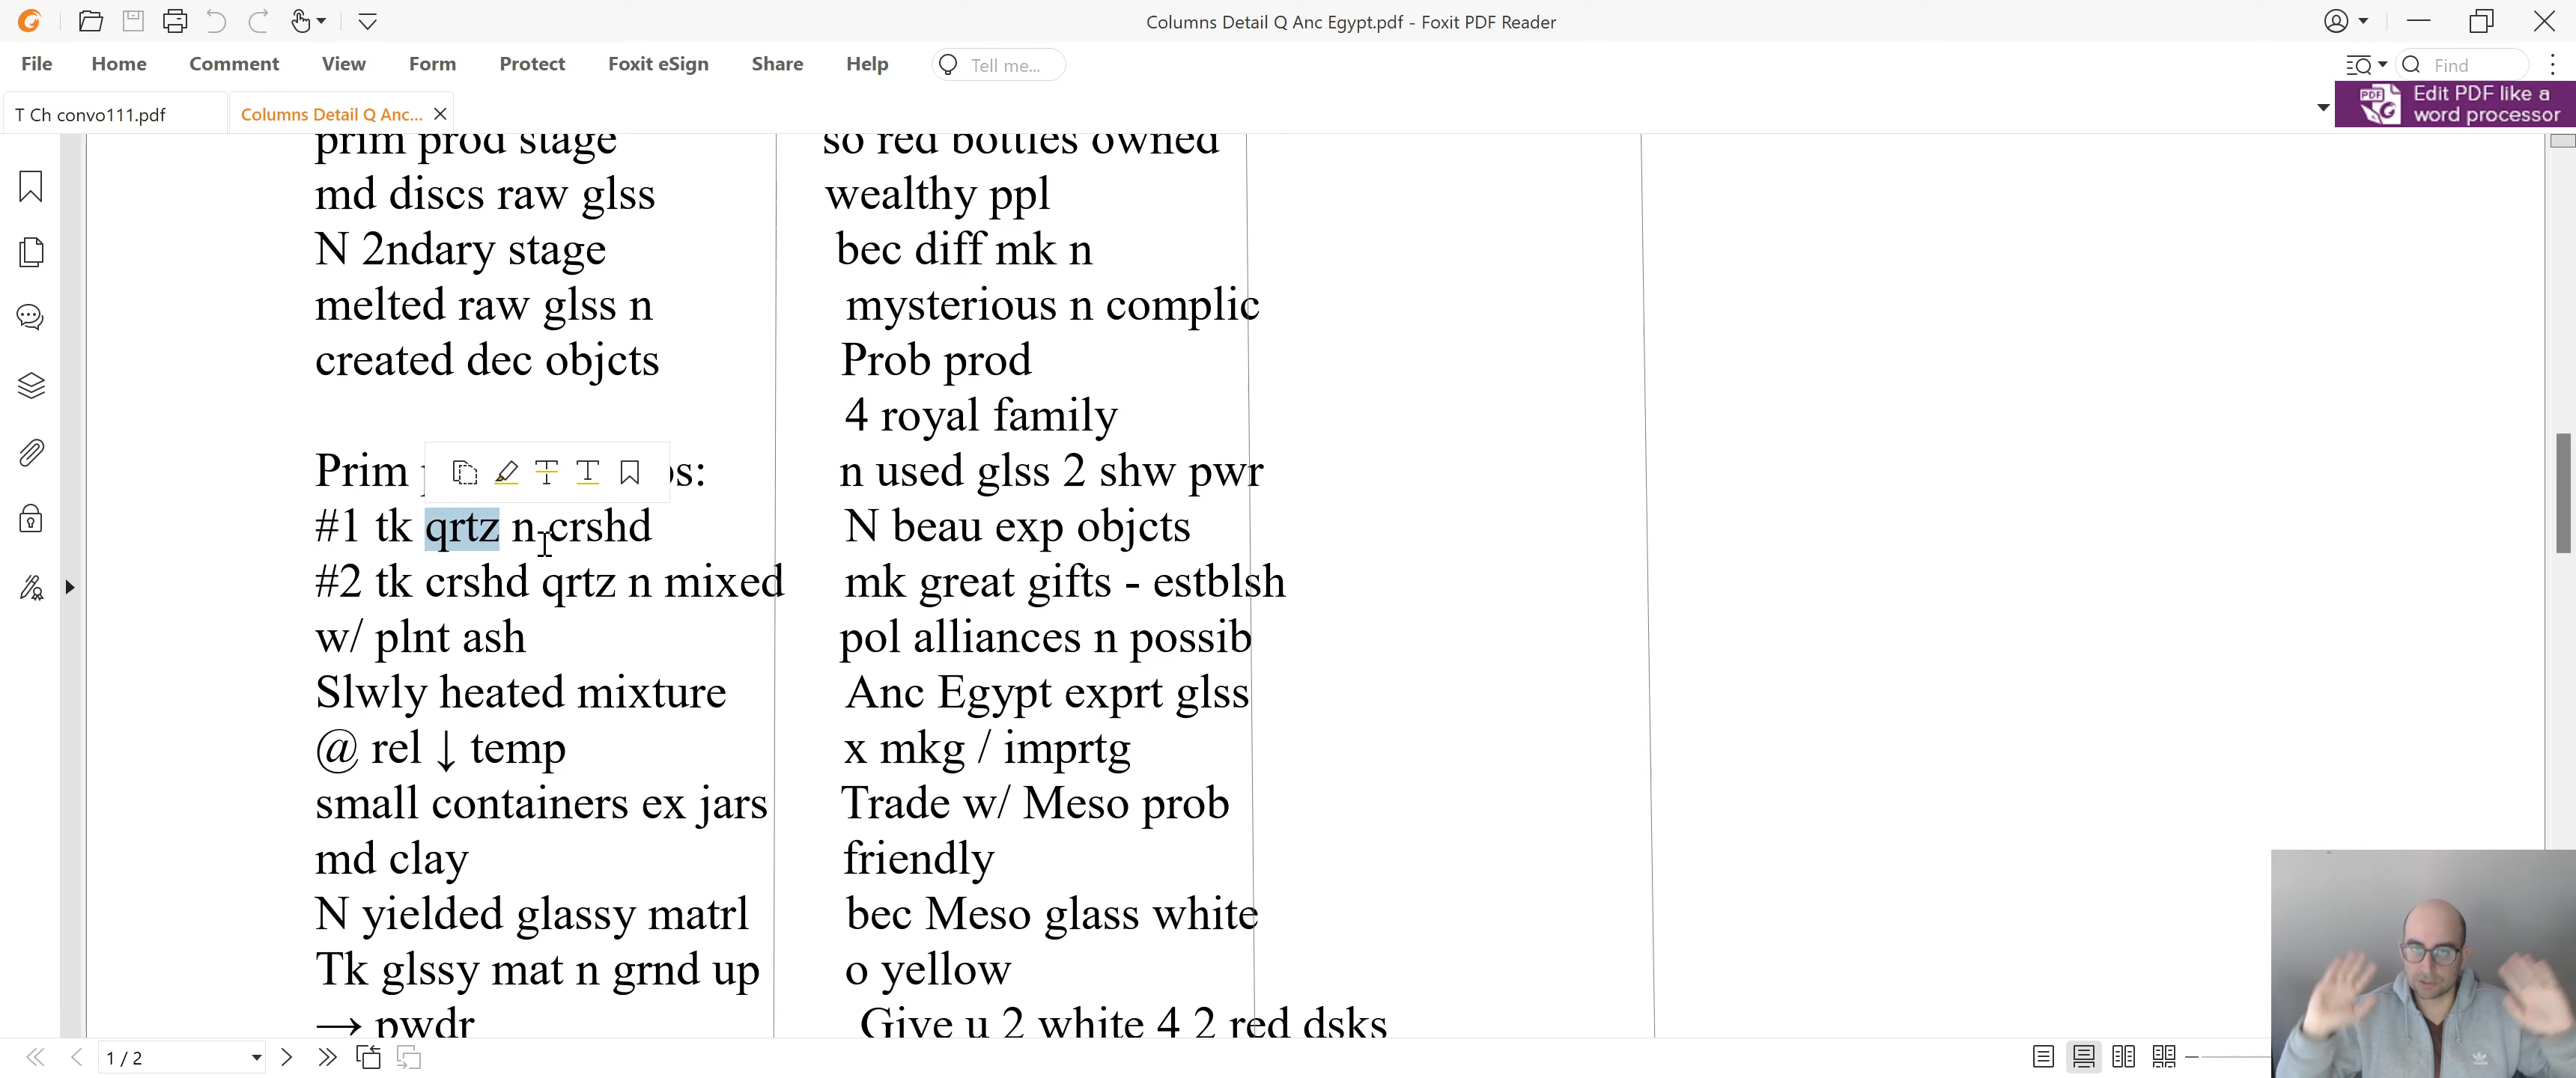 Columns Detail Q Anc Egypt.pdf - Foxit PDF Reader
File Home Comment View Form Protect Foxit eSign Share Help Tell me... Find
T Ch convo111.pdf
Columns Detail Q Anc...
Edit PDF like a
word processor
prim prod stage
md discs raw glss
N 2ndary stage
melted raw glss n
created dec objcts
Prim
os:
#1 tk qrtz n crshd
#2 tk crshd qrtz n mixed
w/ plnt ash
Slwly heated mixture
@ rel ↓ temp
small containers ex jars
md clay
N yielded glassy matrl
Tk glssy mat n grnd up
→ pwdr
so red bottles owned
wealthy ppl
bec diff mk n
mysterious n complic
Prob prod
4 royal family
n used glss 2 shw pwr
N beau exp objcts
mk great gifts - estblsh
pol alliances n possib
Anc Egypt exprt glss
x mkg / imprtg
Trade w/ Meso prob
friendly
bec Meso glass white
o yellow
Give u 2 white 4 2 red dsks
1 / 2